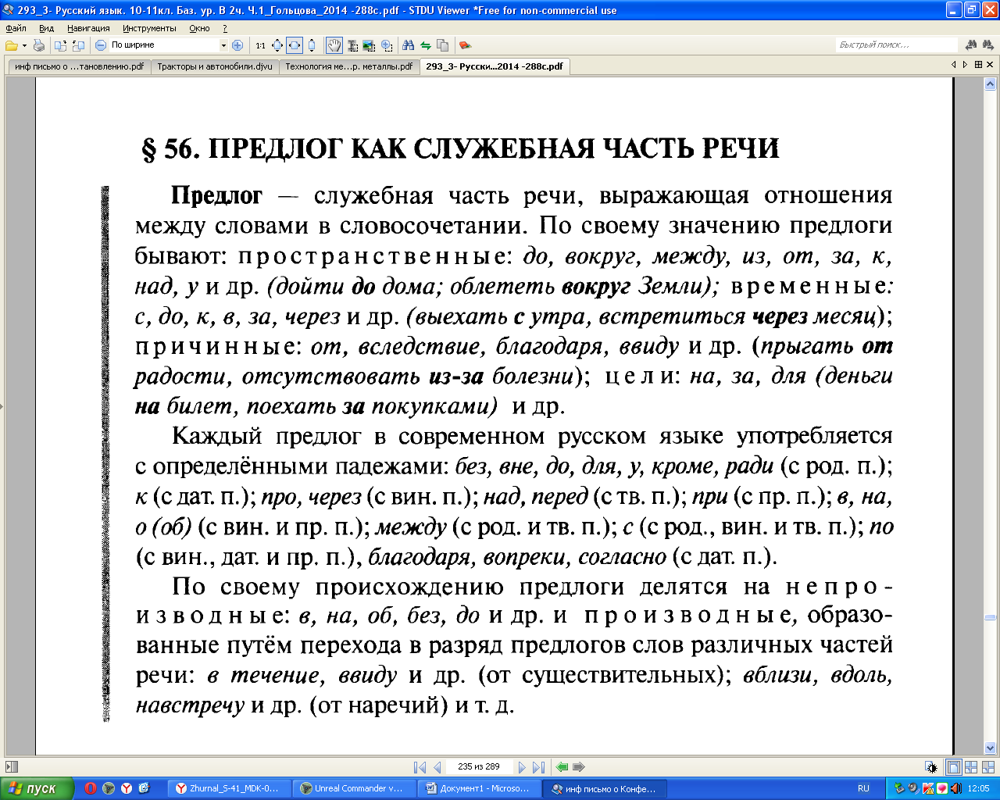 293_3- Русский язык. 10-11кл. Баз. ур. В 2ч. Ч.1_Гольцова_2014 -288с.pdf - STDU Viewer *Free for non-commercial use
Файл Вид Навигация Инструменты Окно ?
По ширине 1:1 Быстрый поиск...
инф письмо о ...тановлению.pdf Тракторы и автомобили.djvu Технология ме...р. металлы.pdf 293_3- Русски...2014 -288с.pdf
§ 56. ПРЕДЛОГ КАК СЛУЖЕБНАЯ ЧАСТЬ РЕЧИ
Предлог — служебная часть речи, выражающая отношения
между словами в словосочетании. По своему значению предлоги
бывают: пространственные: до, вокруг, между, из, от, за, к,
над, у и др. (дойти до дома; облететь вокруг Земли); временные:
с, до, к, в, за, через и др. (выехать с утра, встретиться через месяц);
причинные: от, вследствие, благодаря, ввиду и др. (прыгать от
радости, отсутствовать из-за болезни); цели: на, за, для (деньги
на билет, поехать за покупками) и др.
Каждый предлог в современном русском языке употребляется
с определёнными падежами: без, вне, до, для, у, кроме, ради (с род. п.);
к (с дат. п.); про, через (с вин. п.); над, перед (с тв. п.); при (с пр. п.); в, на,
о (об) (с вин. и пр. п.); между (с род. и тв. п.); с (с род., вин. и тв. п.); по
(с вин., дат. и пр. п.), благодаря, вопреки, согласно (с дат. п.).
По своему происхождению предлоги делятся на непро-
изводные: в, на, об, без, до и др. и производные, образо-
ванные путём перехода в разряд предлогов слов различных частей
речи: в течение, ввиду и др. (от существительных); вблизи, вдоль,
навстречу и др. (от наречий) и т. д.
235 из 289
пуск Zhurnal_S-41_MDK-0... Unreal Commander v... Документ1 - Microso... инф письмо о Конфе... RU 12:05